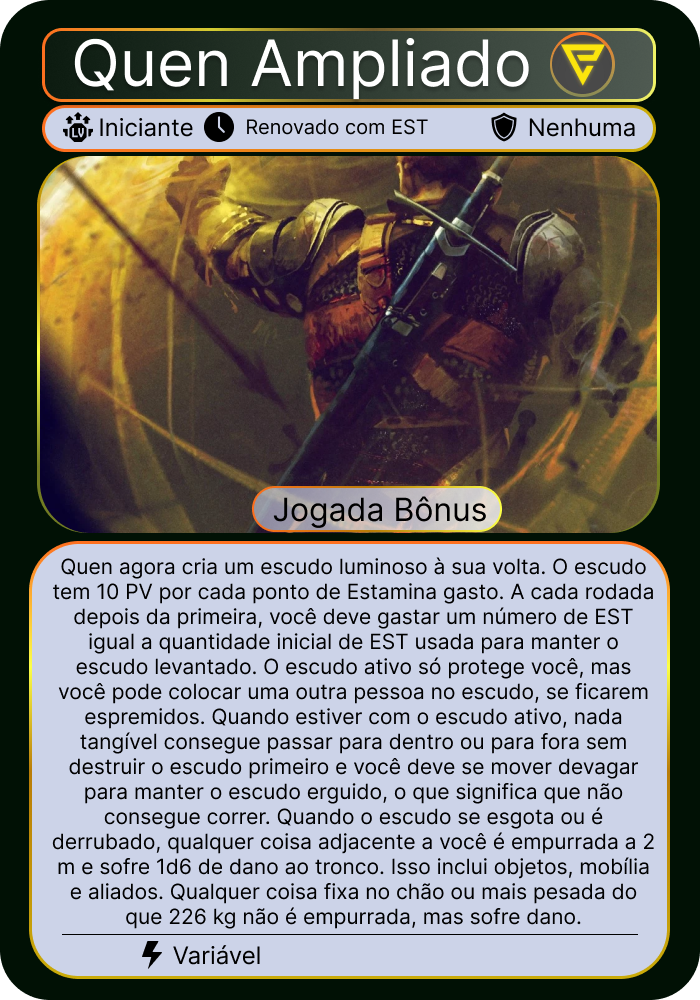 Quen Ampliado
LV Iniciante Renovado com EST Nenhuma
Jogada Bônus
Quen agora cria um escudo luminoso à sua volta. O escudo
tem 10 PV por cada ponto de Estamina gasto. A cada rodada
depois da primeira, você deve gastar um número de EST
igual a quantidade inicial de EST usada para manter o
escudo levantado. O escudo ativo só protege você, mas
você pode colocar uma outra pessoa no escudo, se ficarem
espremidos. Quando estiver com o escudo ativo, nada
tangível consegue passar para dentro ou para fora sem
destruir o escudo primeiro e você deve se mover devagar
para manter o escudo erguido, o que significa que não
consegue correr. Quando o escudo se esgota ou é
derrubado, qualquer coisa adjacente a você é empurrada a 2
m e sofre 1d6 de dano ao tronco. Isso inclui objetos, mobília
e aliados. Qualquer coisa fixa no chão ou mais pesada do
que 226 kg não é empurrada, mas sofre dano.
Variável